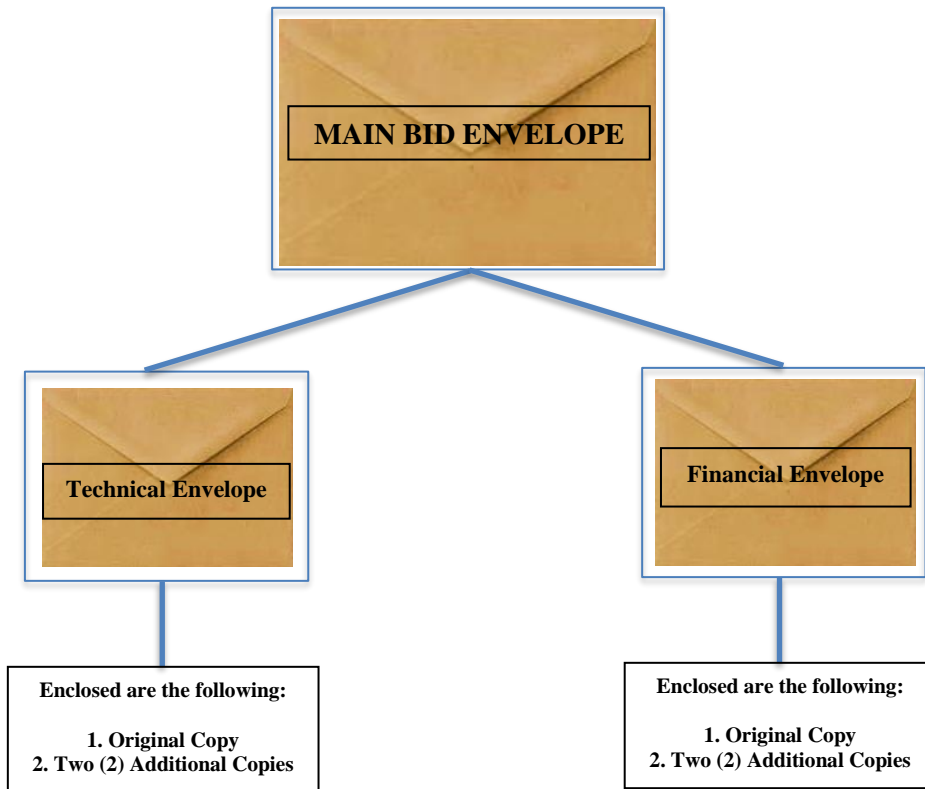 MAIN BID ENVELOPE
Technical Envelope
Financial Envelope
Enclosed are the following:
1. Original Copy
2. Two (2) Additional Copies
Enclosed are the following:
1. Original Copy
2. Two (2) Additional Copies